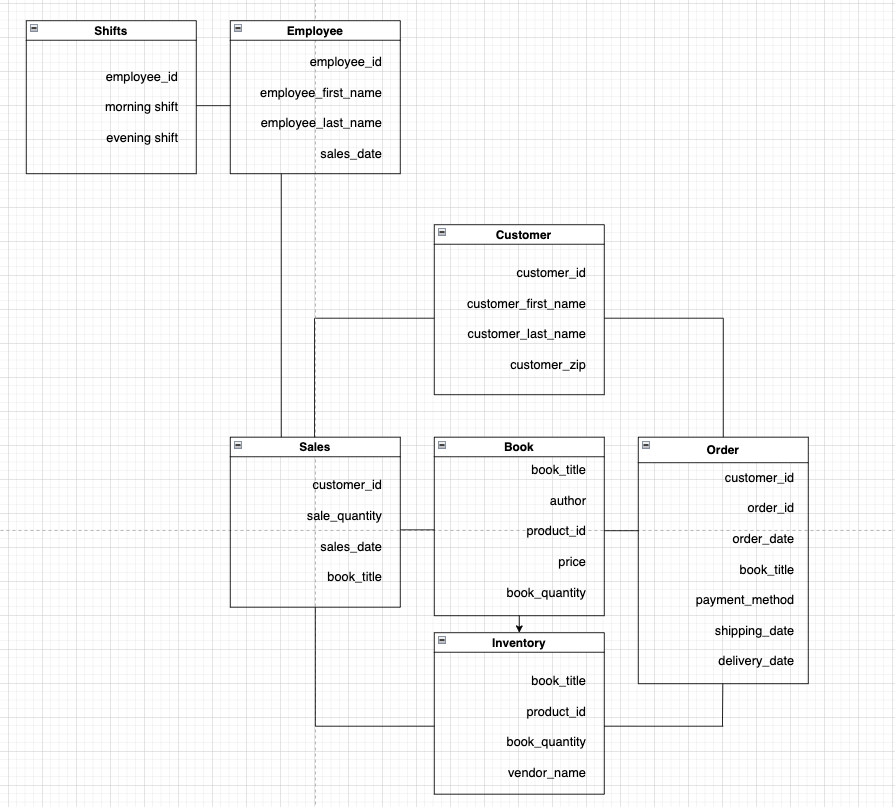 Shifts
employee_id
morning shift
evening shift
Employee
employee_id
employee_first_name
employee_last_name
sales_date
Customer
customer_id
customer_first_name
customer_last_name
customer_zip
Sales
customer_id
sale_quantity
sales_date
book_title
Book
book_title
author
product_id
price
book_quantity
Order
customer_id
order_id
order_date
book_title
payment_method
shipping_date
delivery_date
Inventory
book_title
product_id
book_quantity
vendor_name